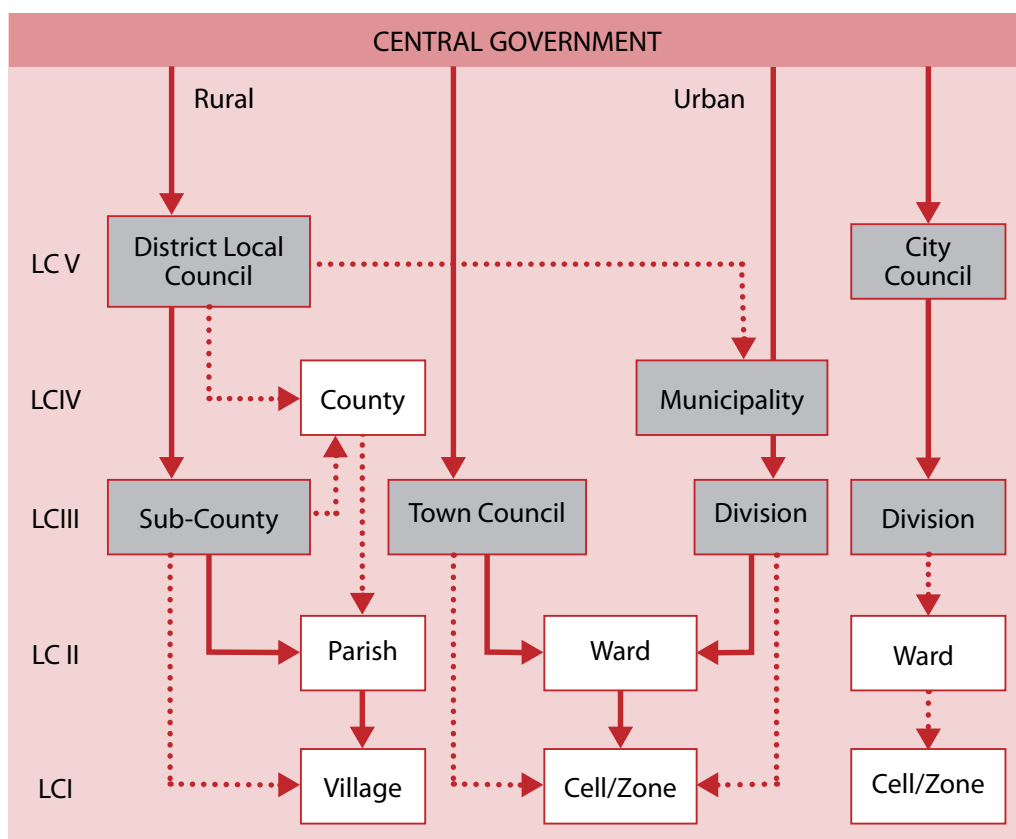 CENTRAL GOVERNMENT
Rural
Urban
LC V
District Local
Council
City
Council
LCIV
County
Municipality
LCIII
Sub-County
Town Council
Division
Division
LC II
Parish
Ward
Ward
LCI
Village
Cell/Zone
Cell/Zone